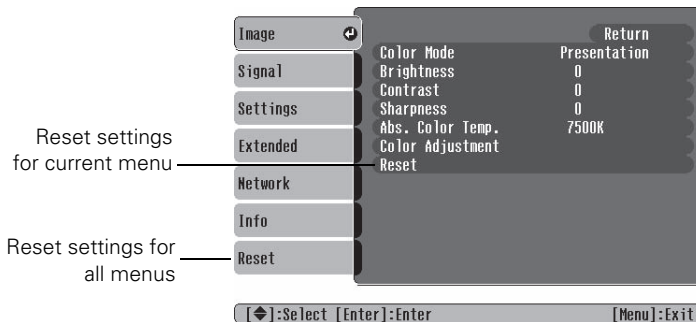 Image
Signal
Settings
Extended
Network
Info
Reset
Return
Color Mode Presentation
Brightness 0
Contrast 0
Sharpness 0
Abs. Color Temp. 7500K
Color Adjustment
Reset
Reset settings
for current menu
Reset settings for
all menus
[ ]:Select [Enter]:Enter [Menu]:Exit